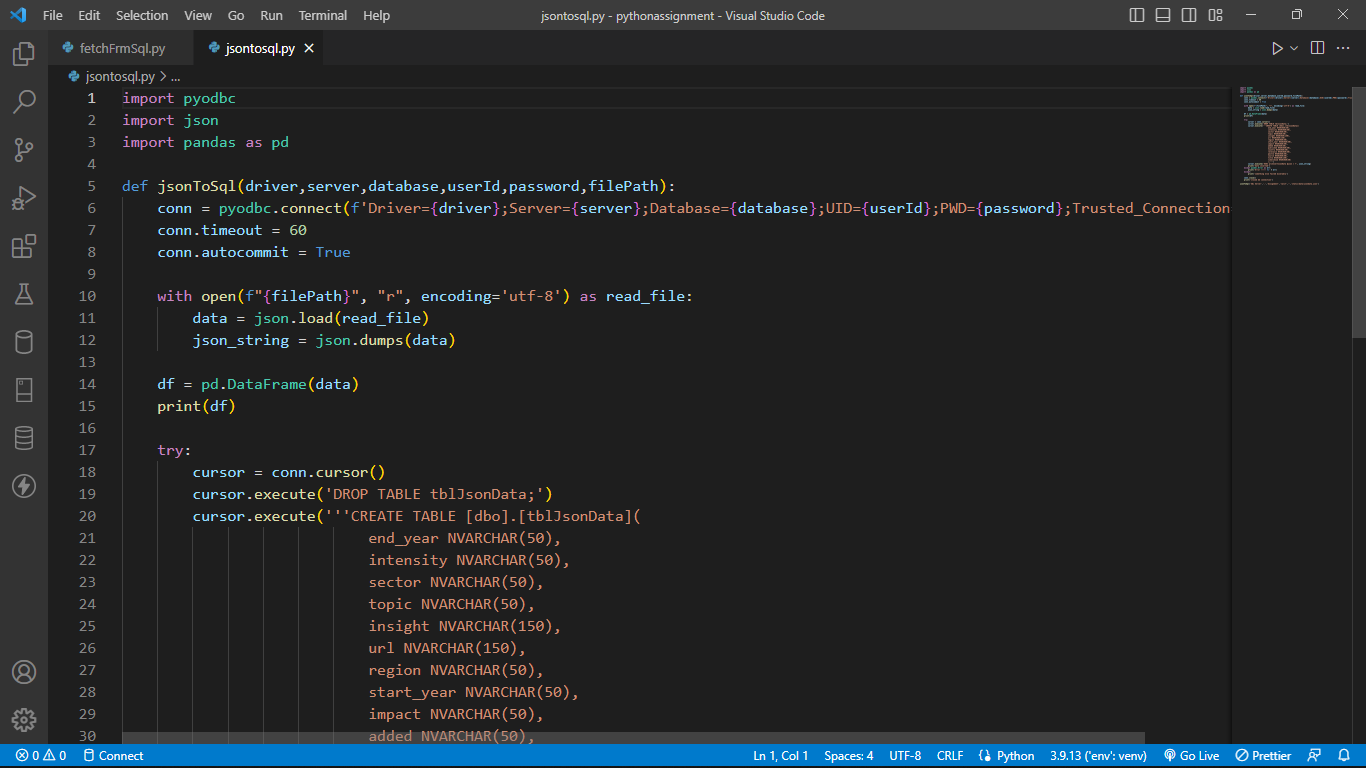 File Edit Selection View Go Run Terminal Help jsontosql.py - pythonassignment - Visual Studio Code
fetchFrmSql.py jsontosql.py
jsontosql.py > ...
1 import pyodbc
2 import json
3 import pandas as pd
4
5 def jsonToSql(driver,server,database,userId,password,filePath):
6 conn = pyodbc.connect(f'Driver={driver};Server={server};Database={database};UID={userId};PWD={password};Trusted_Connection
7 conn.timeout = 60
8 conn.autocommit = True
9
10 with open(f"{filePath}", "r", encoding='utf-8') as read_file:
11 data = json.load(read_file)
12 json_string = json.dumps(data)
13
14 df = pd.DataFrame(data)
15 print(df)
16
17 try:
18 cursor = conn.cursor()
19 cursor.execute('DROP TABLE tblJsonData;')
20 cursor.execute('''CREATE TABLE [dbo].[tblJsonData](
21 end_year NVARCHAR(50),
22 intensity NVARCHAR(50),
23 sector NVARCHAR(50),
24 topic NVARCHAR(50),
25 insight NVARCHAR(150),
26 url NVARCHAR(150),
27 region NVARCHAR(50),
28 start_year NVARCHAR(50),
29 impact NVARCHAR(50),
30 added NVARCHAR(50),
0 0 Connect Ln 1, Col 1 Spaces: 4 UTF-8 CRLF Python 3.9.13 ('env': venv) Go Live Prettier